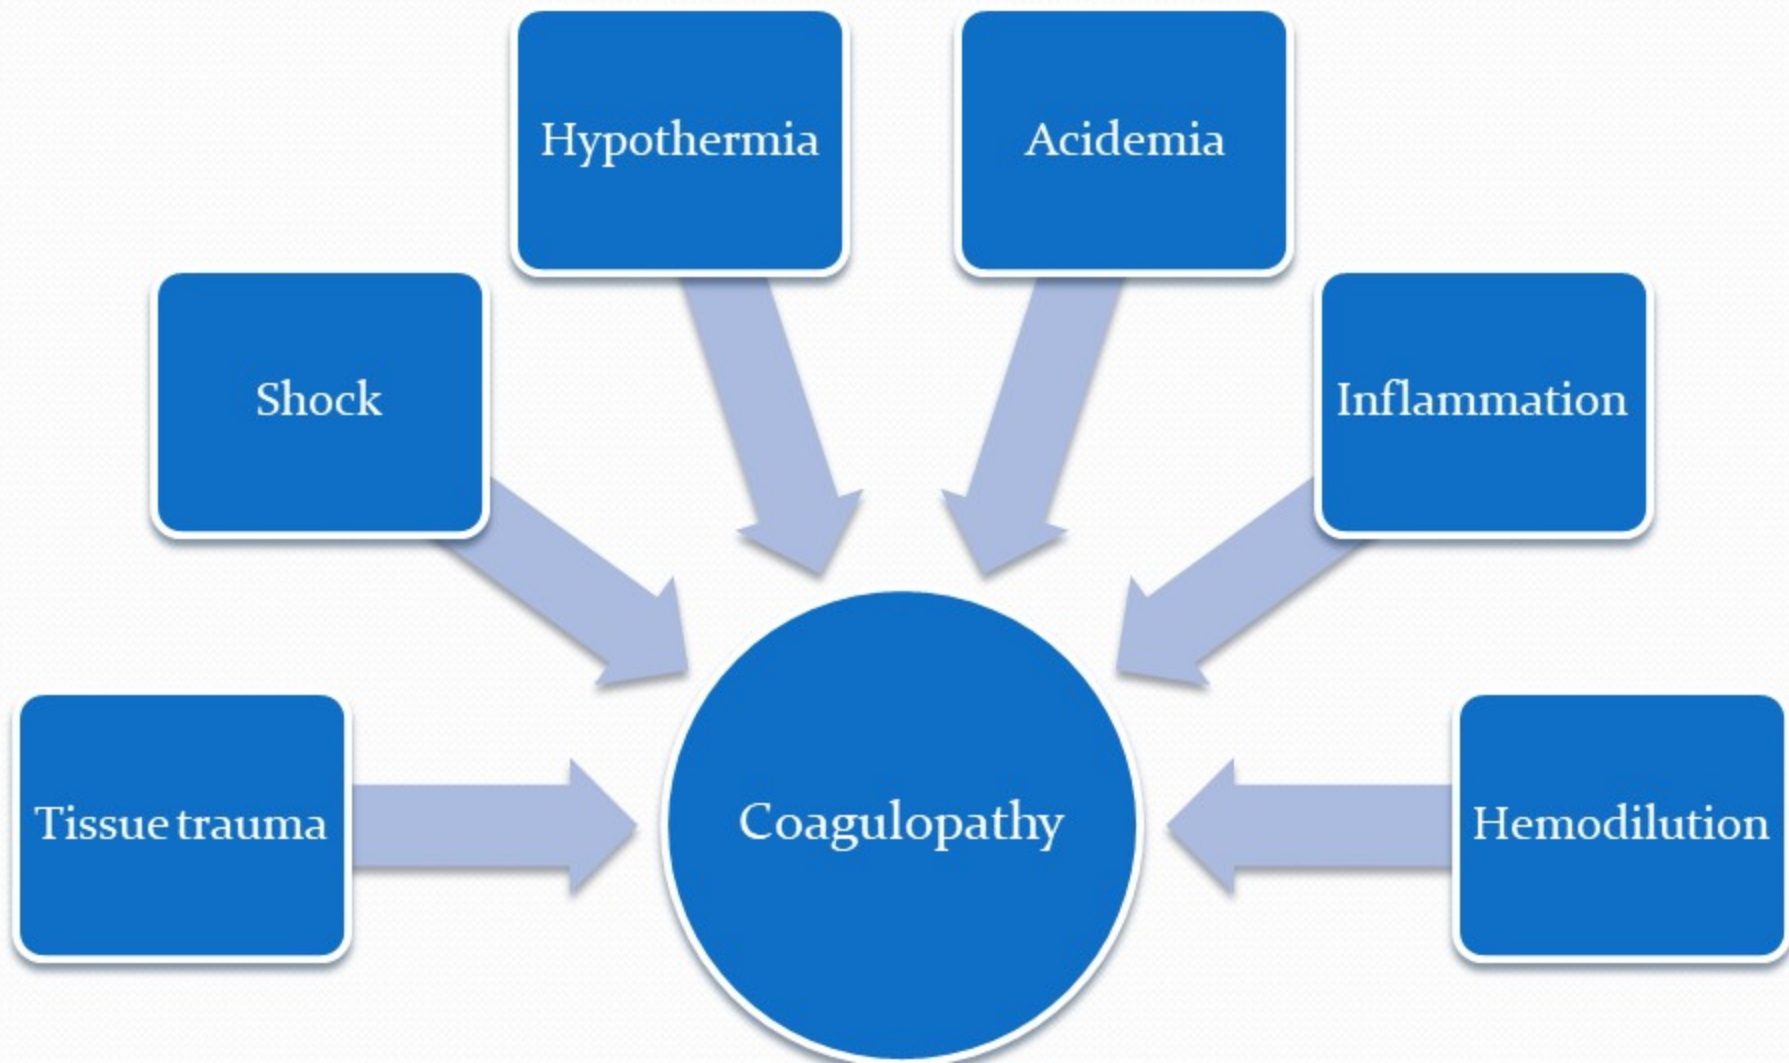 Hypothermia
Acidemia
Shock
Inflammation
Tissue trauma
Coagulopathy
Hemodilution